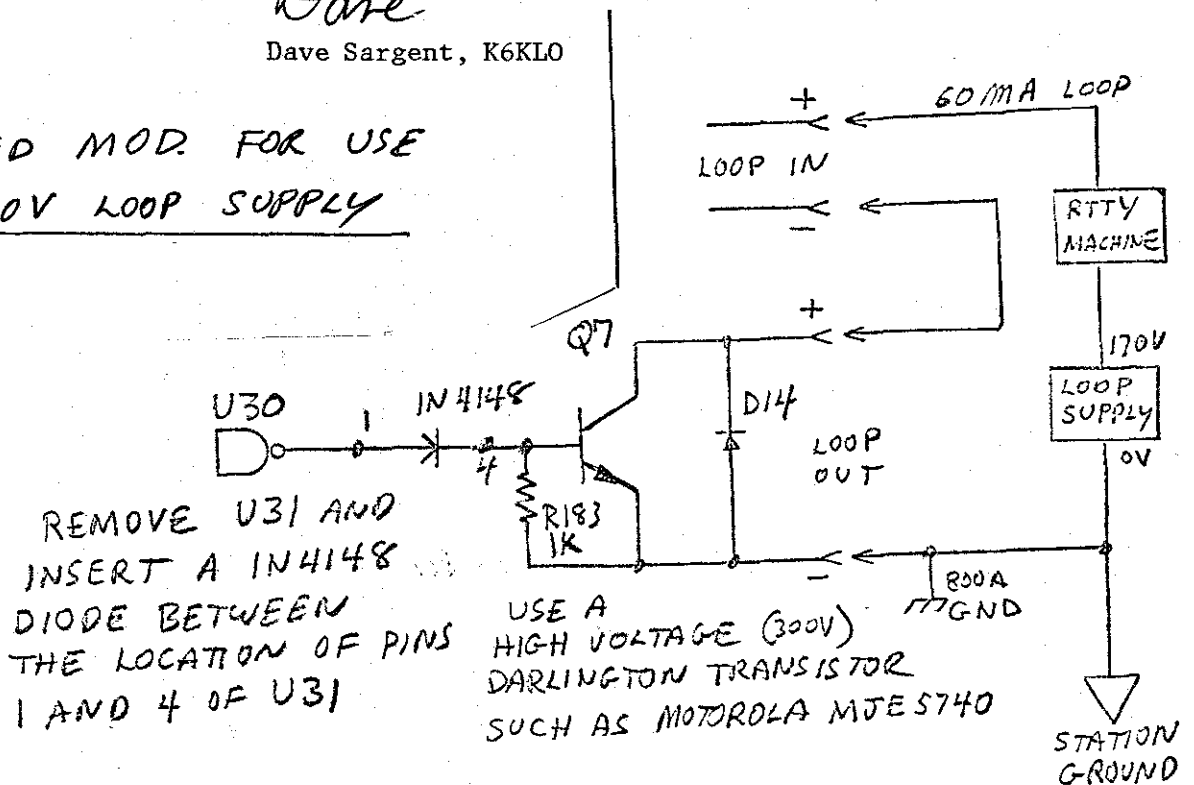 Dave
Dave Sargent, K6KLO
MOD. FOR USE
LOOP SUPPLY
60 MA LOOP
+
LOOP IN
-
RTTY
MACHINE
+
Q7
170V
LOOP
SUPPLY
0V
U30
1
1N4148
4
D14
LOOP
OUT
R183
1K
-
800A
GND
REMOVE U31 AND
INSERT A 1N4148
DIODE BETWEEN
THE LOCATION OF PINS
1 AND 4 OF U31
USE A
HIGH VOLTAGE (300V)
DARLINGTON TRANSISTOR
SUCH AS MOTOROLA MJE5740
STATION
GROUND